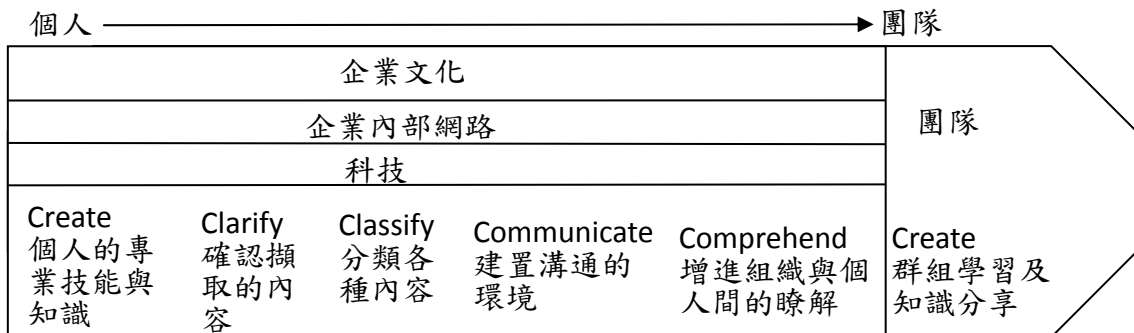 個人
團隊
企業文化
企業內部網路
團隊
科技
Create
個人的專
業技能與
知識
Clarify
確認擷
取的內
容
Classify
分類各
種內容
Communicate
建置溝通的
環境
Comprehend
增進組織與個
人間的瞭解
Create
群組學習及
知識分享